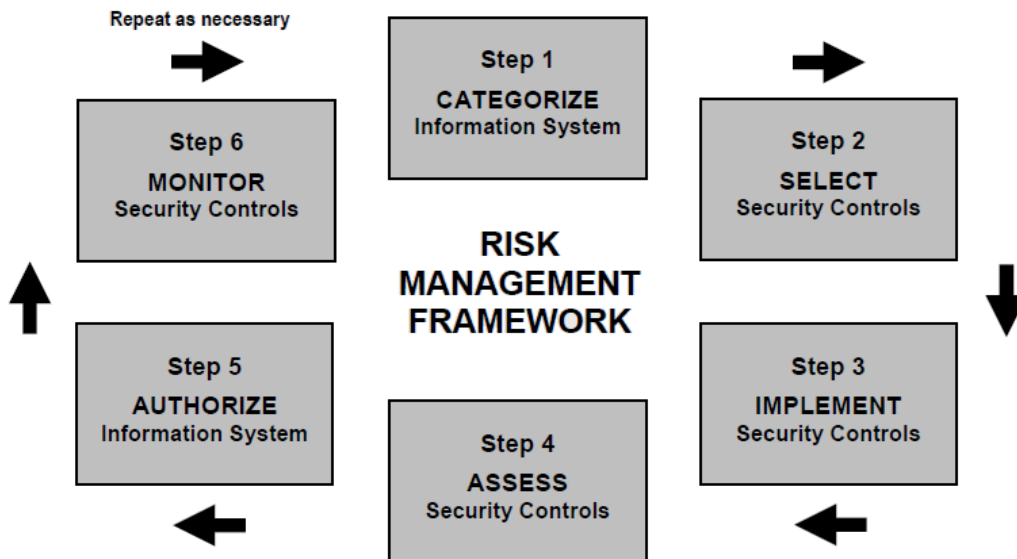 Repeat as necessary
Step 1
CATEGORIZE
Information System
Step 2
SELECT
Security Controls
Step 3
IMPLEMENT
Security Controls
Step 4
ASSESS
Security Controls
Step 5
AUTHORIZE
Information System
Step 6
MONITOR
Security Controls
RISK
MANAGEMENT
FRAMEWORK